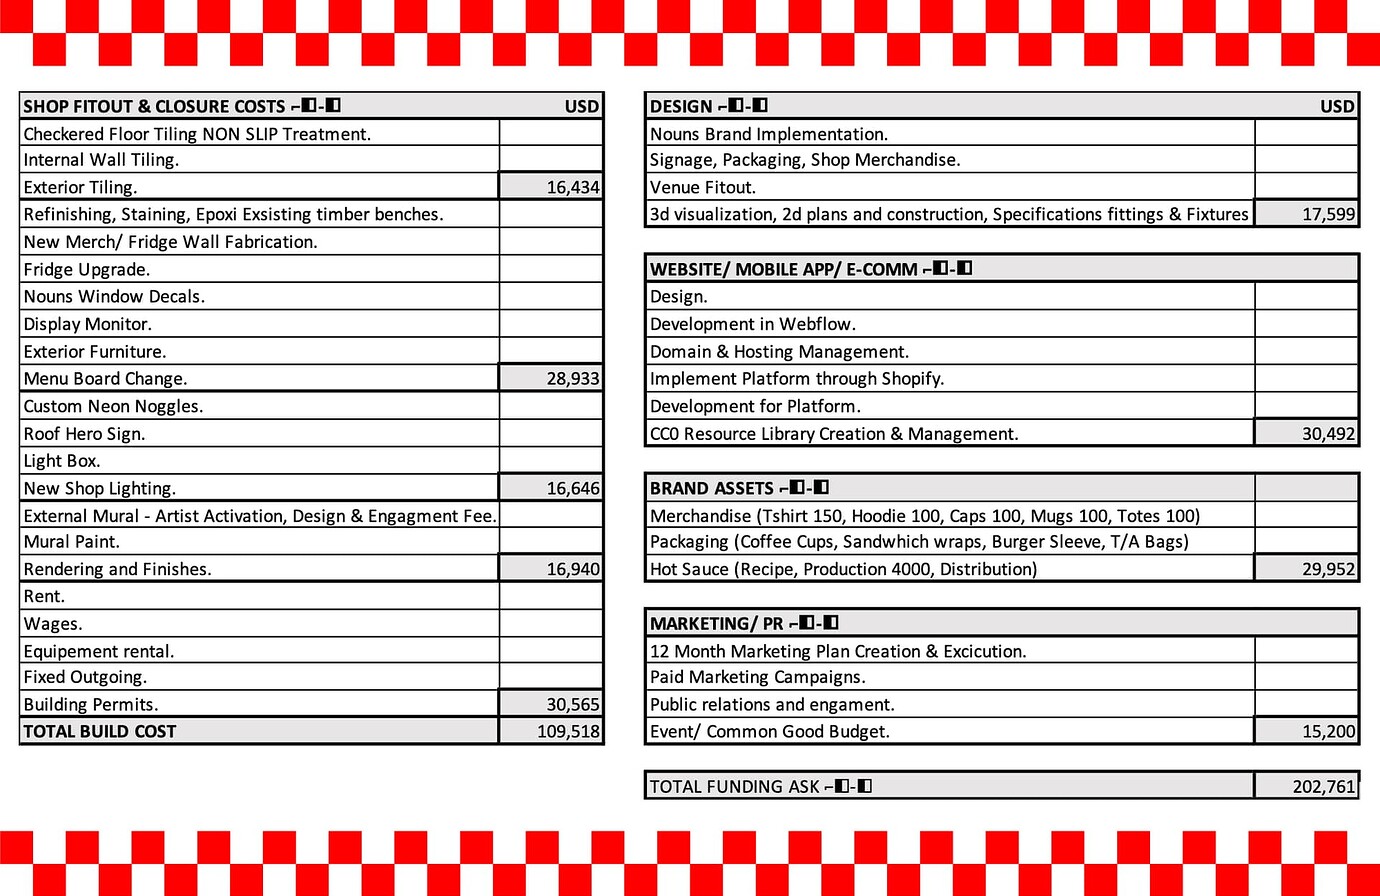 SHOP FITOUT & CLOSURE COSTS ⌐◧-◧ USD
Checkered Floor Tiling NON SLIP Treatment.
Internal Wall Tiling.
Exterior Tiling. 16,434
Refinishing, Staining, Epoxi Exsisting timber benches.
New Merch/ Fridge Wall Fabrication.
Fridge Upgrade.
Nouns Window Decals.
Display Monitor.
Exterior Furniture.
Menu Board Change. 28,933
Custom Neon Noggles.
Roof Hero Sign.
Light Box.
New Shop Lighting. 16,646
External Mural - Artist Activation, Design & Engagment Fee.
Mural Paint.
Rendering and Finishes. 16,940
Rent.
Wages.
Equipement rental.
Fixed Outgoing.
Building Permits. 30,565
TOTAL BUILD COST 109,518
DESIGN ⌐◧-◧ USD
Nouns Brand Implementation.
Signage, Packaging, Shop Merchandise.
Venue Fitout.
3d visualization, 2d plans and construction, Specifications fittings & Fixtures 17,599
WEBSITE/ MOBILE APP/ E-COMM ⌐◧-◧
Design.
Development in Webflow.
Domain & Hosting Management.
Implement Platform through Shopify.
Development for Platform.
CC0 Resource Library Creation & Management. 30,492
BRAND ASSETS ⌐◧-◧
Merchandise (Tshirt 150, Hoodie 100, Caps 100, Mugs 100, Totes 100)
Packaging (Coffee Cups, Sandwhich wraps, Burger Sleeve, T/A Bags)
Hot Sauce (Recipe, Production 4000, Distribution) 29,952
MARKETING/ PR ⌐◧-◧
12 Month Marketing Plan Creation & Excicution.
Paid Marketing Campaigns.
Public relations and engament.
Event/ Common Good Budget. 15,200
TOTAL FUNDING ASK ⌐◧-◧ 202,761